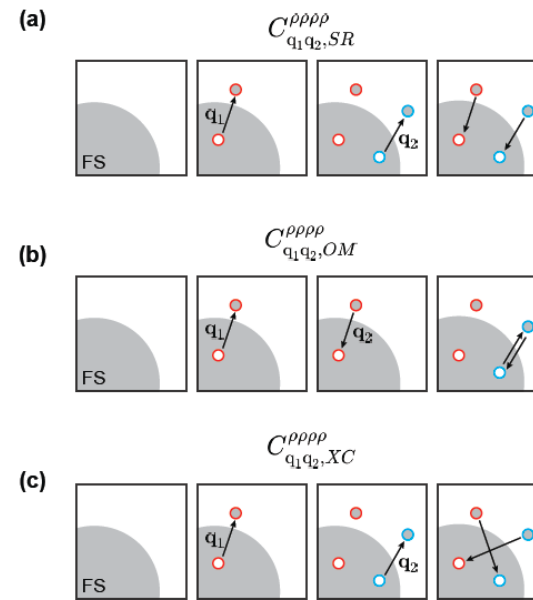 (a)
C^{ρρρρ}_{q₁q₂,SR}
FS
q₁
q₂
(b)
C^{ρρρρ}_{q₁q₂,OM}
FS
q₁
q₂
(c)
C^{ρρρρ}_{q₁q₂,XC}
FS
q₁
q₂